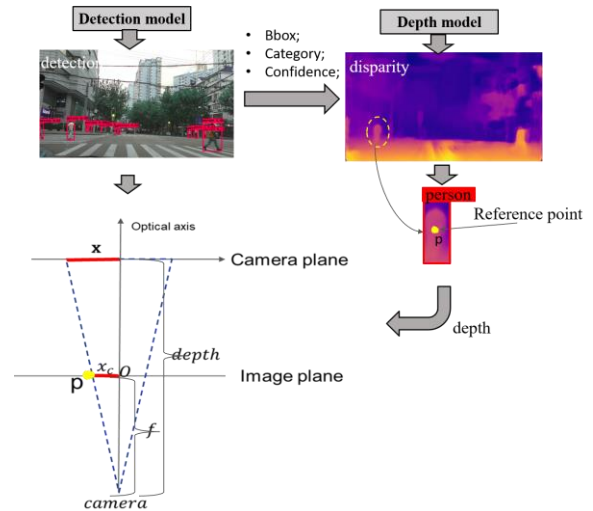 Detection model
Depth model
• Bbox;
• Category;
• Confidence;
detection
disparity
person
Reference point
p
Optical axis
x
Camera plane
depth
depth
x_c O
P
Image plane
f
camera